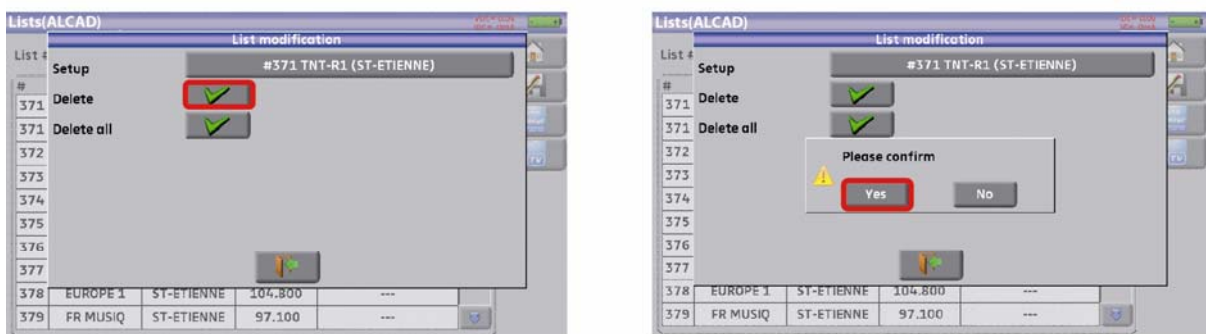 Lists(ALCAD)
List modification
List #
Setup
#371 TNT-R1 (ST-ETIENNE)
#
371 Delete
371 Delete all
372
373
374
375
376
377
378 EUROPE 1 ST-ETIENNE 104.800 ---
379 FR MUSIQ ST-ETIENNE 97.100 ---
Lists(ALCAD)
List modification
List #
Setup
#371 TNT-R1 (ST-ETIENNE)
#
371 Delete
371 Delete all
372
Please confirm
373
Yes No
374
375
376
377
378 EUROPE 1 ST-ETIENNE 104.800 ---
379 FR MUSIQ ST-ETIENNE 97.100 ---